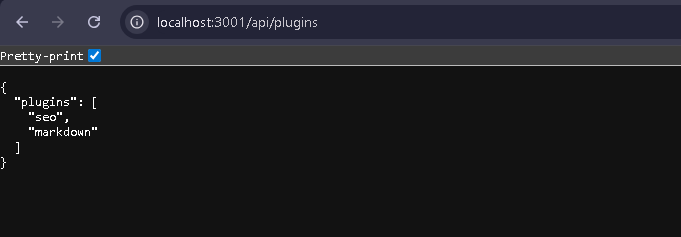 localhost:3001/api/plugins
Pretty-print
{
  "plugins": [
    "seo",
    "markdown"
  ]
}